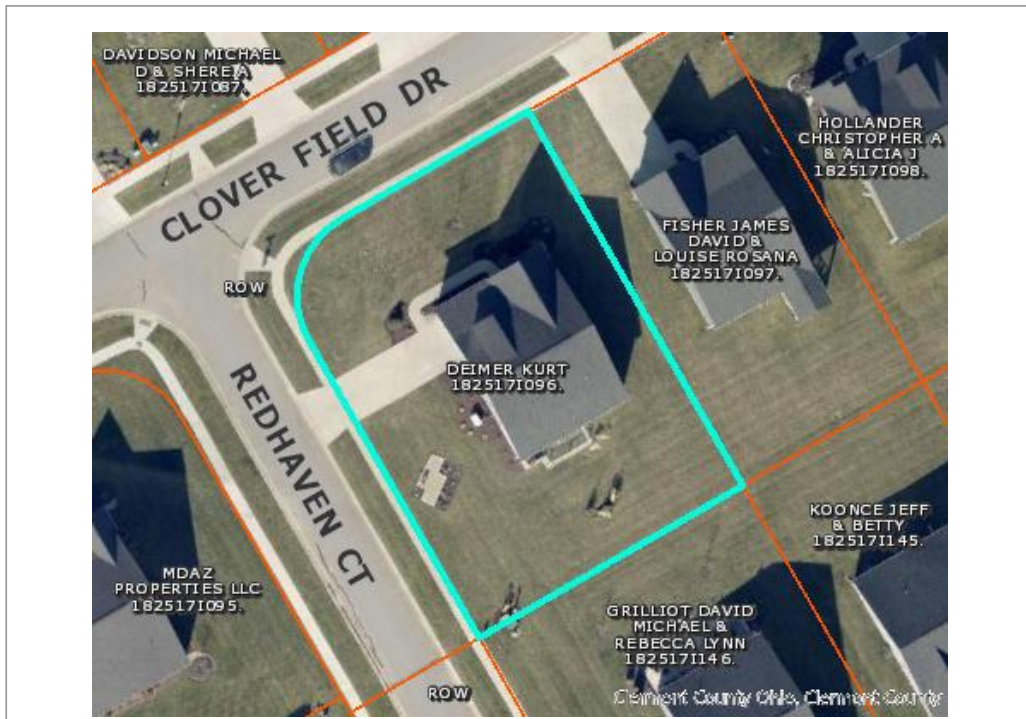 DAVIDSON MICHAEL
D & SHEREIA
182517I087.
CLOVER FIELD DR
HOLLANDER
CHRISTOPHER A
& ALICIA J
182517I098.
FISHER JAMES
DAVID &
LOUISE ROSANA
182517I097.
ROW
DEIMER KURT
182517I096.
REDHAVEN CT
KOONCE JEFF
& BETTY
182517I145.
MDAZ
PROPERTIES LLC
182517I095.
GRILLIOT DAVID
MICHAEL &
REBECCA LYNN
182517I146.
ROW
Clermont County Ohio, Clermont County